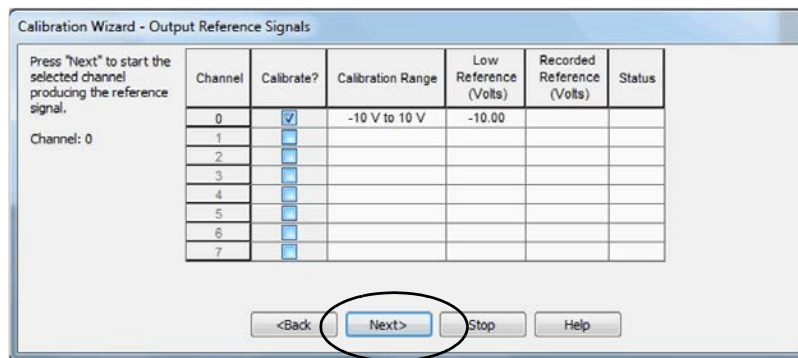 Calibration Wizard - Output Reference Signals
Press "Next" to start the
selected channel
producing the reference
signal.
Channel: 0
Channel Calibrate? Calibration Range Low Reference (Volts) Recorded Reference (Volts) Status
0 -10 V to 10 V -10.00
1
2
3
4
5
6
7
<Back Next> Stop Help